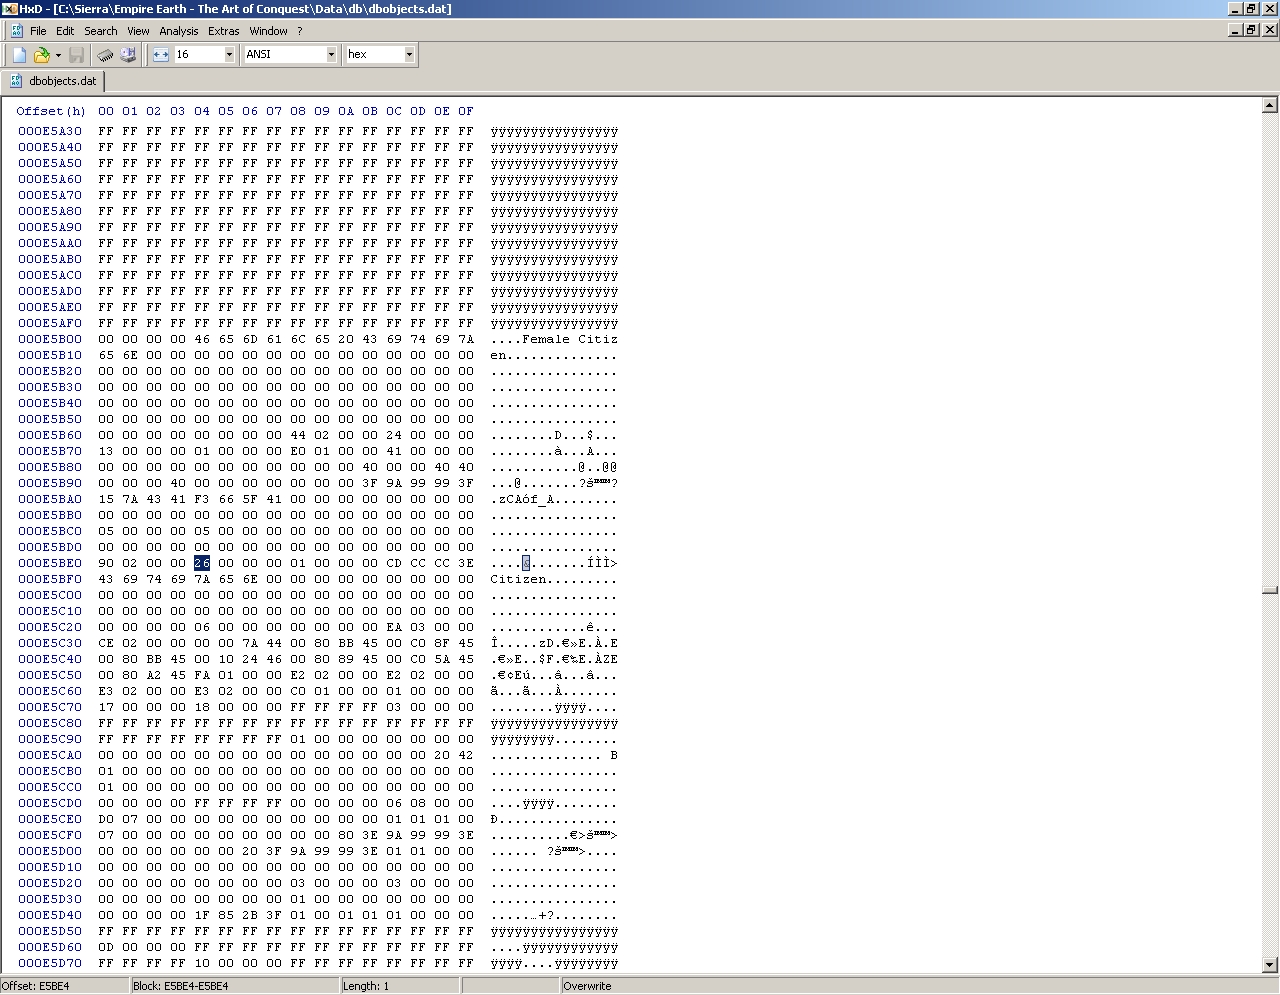 HxD - [C:\Sierra\Empire Earth - The Art of Conquest\Data\db\dbobjects.dat]
File Edit Search View Analysis Extras Window ?
16 ANSI hex
dbobjects.dat
Offset(h) 00 01 02 03 04 05 06 07 08 09 0A 0B 0C 0D 0E 0F
000E5A30 FF FF FF FF FF FF FF FF FF FF FF FF FF FF FF FF ÿÿÿÿÿÿÿÿÿÿÿÿÿÿÿÿ
000E5A40 FF FF FF FF FF FF FF FF FF FF FF FF FF FF FF FF ÿÿÿÿÿÿÿÿÿÿÿÿÿÿÿÿ
000E5A50 FF FF FF FF FF FF FF FF FF FF FF FF FF FF FF FF ÿÿÿÿÿÿÿÿÿÿÿÿÿÿÿÿ
000E5A60 FF FF FF FF FF FF FF FF FF FF FF FF FF FF FF FF ÿÿÿÿÿÿÿÿÿÿÿÿÿÿÿÿ
000E5A70 FF FF FF FF FF FF FF FF FF FF FF FF FF FF FF FF ÿÿÿÿÿÿÿÿÿÿÿÿÿÿÿÿ
000E5A80 FF FF FF FF FF FF FF FF FF FF FF FF FF FF FF FF ÿÿÿÿÿÿÿÿÿÿÿÿÿÿÿÿ
000E5A90 FF FF FF FF FF FF FF FF FF FF FF FF FF FF FF FF ÿÿÿÿÿÿÿÿÿÿÿÿÿÿÿÿ
000E5AA0 FF FF FF FF FF FF FF FF FF FF FF FF FF FF FF FF ÿÿÿÿÿÿÿÿÿÿÿÿÿÿÿÿ
000E5AB0 FF FF FF FF FF FF FF FF FF FF FF FF FF FF FF FF ÿÿÿÿÿÿÿÿÿÿÿÿÿÿÿÿ
000E5AC0 FF FF FF FF FF FF FF FF FF FF FF FF FF FF FF FF ÿÿÿÿÿÿÿÿÿÿÿÿÿÿÿÿ
000E5AD0 FF FF FF FF FF FF FF FF FF FF FF FF FF FF FF FF ÿÿÿÿÿÿÿÿÿÿÿÿÿÿÿÿ
000E5AE0 FF FF FF FF FF FF FF FF FF FF FF FF FF FF FF FF ÿÿÿÿÿÿÿÿÿÿÿÿÿÿÿÿ
000E5AF0 FF FF FF FF FF FF FF FF FF FF FF FF FF FF FF FF ÿÿÿÿÿÿÿÿÿÿÿÿÿÿÿÿ
000E5B00 00 00 00 00 46 65 6D 61 6C 65 20 43 69 74 69 7A ....Female Citiz
000E5B10 65 6E 00 00 00 00 00 00 00 00 00 00 00 00 00 00 en..............
000E5B20 00 00 00 00 00 00 00 00 00 00 00 00 00 00 00 00 ................
000E5B30 00 00 00 00 00 00 00 00 00 00 00 00 00 00 00 00 ................
000E5B40 00 00 00 00 00 00 00 00 00 00 00 00 00 00 00 00 ................
000E5B50 00 00 00 00 00 00 00 00 00 00 00 00 00 00 00 00 ................
000E5B60 00 00 00 00 00 00 00 00 44 02 00 00 24 00 00 00 ........D...$...
000E5B70 13 00 00 00 01 00 00 00 E0 01 00 00 41 00 00 00 ........à...A...
000E5B80 00 00 00 00 00 00 00 00 00 00 00 40 00 00 40 40 ...........@..@@
000E5B90 00 00 00 40 00 00 00 00 00 00 00 3F 9A 99 99 3F ...@.......?š™™?
000E5BA0 15 7A 43 41 F3 66 5F 41 00 00 00 00 00 00 00 00 .zCAóf_A........
000E5BB0 00 00 00 00 00 00 00 00 00 00 00 00 00 00 00 00 ................
000E5BC0 05 00 00 00 05 00 00 00 00 00 00 00 00 00 00 00 ................
000E5BD0 00 00 00 00 00 00 00 00 00 00 00 00 00 00 00 00 ................
000E5BE0 90 02 00 00 26 00 00 00 01 00 00 00 CD CC CC 3E ....&.......ÍÌÌ>
000E5BF0 43 69 74 69 7A 65 6E 00 00 00 00 00 00 00 00 00 Citizen.........
000E5C00 00 00 00 00 00 00 00 00 00 00 00 00 00 00 00 00 ................
000E5C10 00 00 00 00 00 00 00 00 00 00 00 00 00 00 00 00 ................
000E5C20 00 00 00 00 06 00 00 00 00 00 00 00 EA 03 00 00 ............ê...
000E5C30 CE 02 00 00 00 00 7A 44 00 80 BB 45 00 C0 8F 45 Î.....zD.€»E.À.E
000E5C40 00 80 BB 45 00 10 24 46 00 80 89 45 00 C0 5A 45 .€»E..$F.€‰E.ÀZE
000E5C50 00 80 A2 45 FA 01 00 00 E2 02 00 00 E2 02 00 00 .€¢Eú...â...â...
000E5C60 E3 02 00 00 E3 02 00 00 C0 01 00 00 01 00 00 00 ã...ã...À.......
000E5C70 17 00 00 00 18 00 00 00 FF FF FF FF 03 00 00 00 ........ÿÿÿÿ....
000E5C80 FF FF FF FF FF FF FF FF FF FF FF FF FF FF FF FF ÿÿÿÿÿÿÿÿÿÿÿÿÿÿÿÿ
000E5C90 FF FF FF FF FF FF FF FF 01 00 00 00 00 00 00 00 ÿÿÿÿÿÿÿÿ........
000E5CA0 00 00 00 00 00 00 00 00 00 00 00 00 00 00 20 42 .............. B
000E5CB0 01 00 00 00 00 00 00 00 00 00 00 00 00 00 00 00 ................
000E5CC0 01 00 00 00 00 00 00 00 00 00 00 00 00 00 00 00 ................
000E5CD0 00 00 00 00 FF FF FF FF 00 00 00 00 06 08 00 00 ....ÿÿÿÿ........
000E5CE0 D0 07 00 00 00 00 00 00 00 00 00 00 01 01 01 00 Ð...............
000E5CF0 07 00 00 00 00 00 00 00 00 00 80 3E 9A 99 99 3E ..........€>š™™>
000E5D00 00 00 00 00 00 00 20 3F 9A 99 99 3E 01 01 00 00 ...... ?š™™>....
000E5D10 00 00 00 00 00 00 00 00 00 00 00 00 00 00 00 00 ................
000E5D20 00 00 00 00 00 00 00 00 03 00 00 00 03 00 00 00 ................
000E5D30 00 00 00 00 00 00 00 00 01 00 00 00 00 00 00 00 ................
000E5D40 00 00 00 00 1F 85 2B 3F 01 00 01 01 01 00 00 00 .....…+?........
000E5D50 FF FF FF FF FF FF FF FF FF FF FF FF FF FF FF FF ÿÿÿÿÿÿÿÿÿÿÿÿÿÿÿÿ
000E5D60 0D 00 00 00 FF FF FF FF FF FF FF FF FF FF FF FF ....ÿÿÿÿÿÿÿÿÿÿÿÿ
000E5D70 FF FF FF FF 10 00 00 00 FF FF FF FF FF FF FF FF ÿÿÿÿ....ÿÿÿÿÿÿÿÿ
Offset: E5BE4 Block: E5BE4-E5BE4 Length: 1 Overwrite